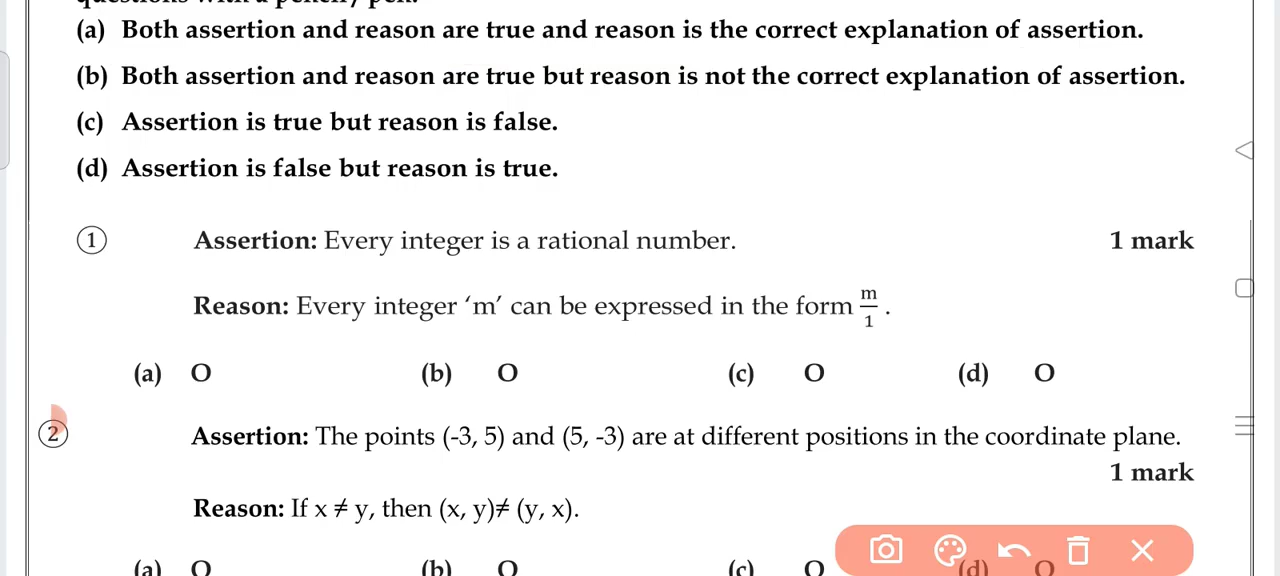 questions with a pencil/pen.
(a) Both assertion and reason are true and reason is the correct explanation of assertion.
(b) Both assertion and reason are true but reason is not the correct explanation of assertion.
(c) Assertion is true but reason is false.
(d) Assertion is false but reason is true.
① Assertion: Every integer is a rational number. 1 mark
Reason: Every integer ‘m’ can be expressed in the form m/1 .
(a) O (b) O (c) O (d) O
② Assertion: The points (-3, 5) and (5, -3) are at different positions in the coordinate plane.
1 mark
Reason: If x ≠ y, then (x, y)≠ (y, x).
(a) O (b) O (c) O (d) O